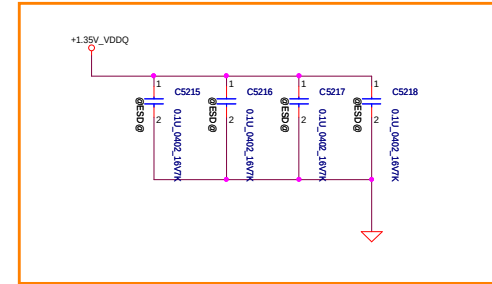 +1.35V_VDDQ
1
C5215
@ESD@
0.1U_0402_16V7K
2
1
C5216
@ESD@
0.1U_0402_16V7K
2
1
C5217
@ESD@
0.1U_0402_16V7K
2
1
C5218
@ESD@
0.1U_0402_16V7K
2